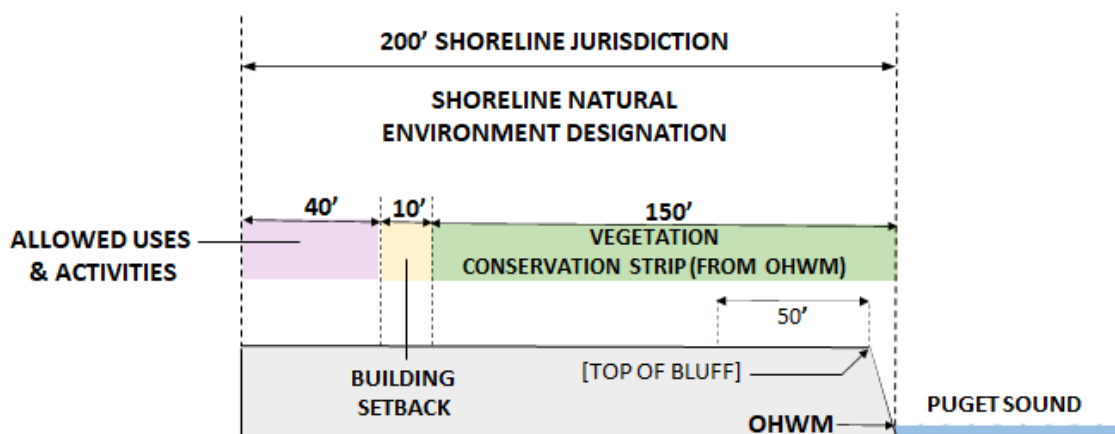 200’ SHORELINE JURISDICTION
SHORELINE NATURAL
ENVIRONMENT DESIGNATION
40’
10’
150’
ALLOWED USES
& ACTIVITIES
VEGETATION
CONSERVATION STRIP (FROM OHWM)
50’
BUILDING
SETBACK
[TOP OF BLUFF]
OHWM
PUGET SOUND